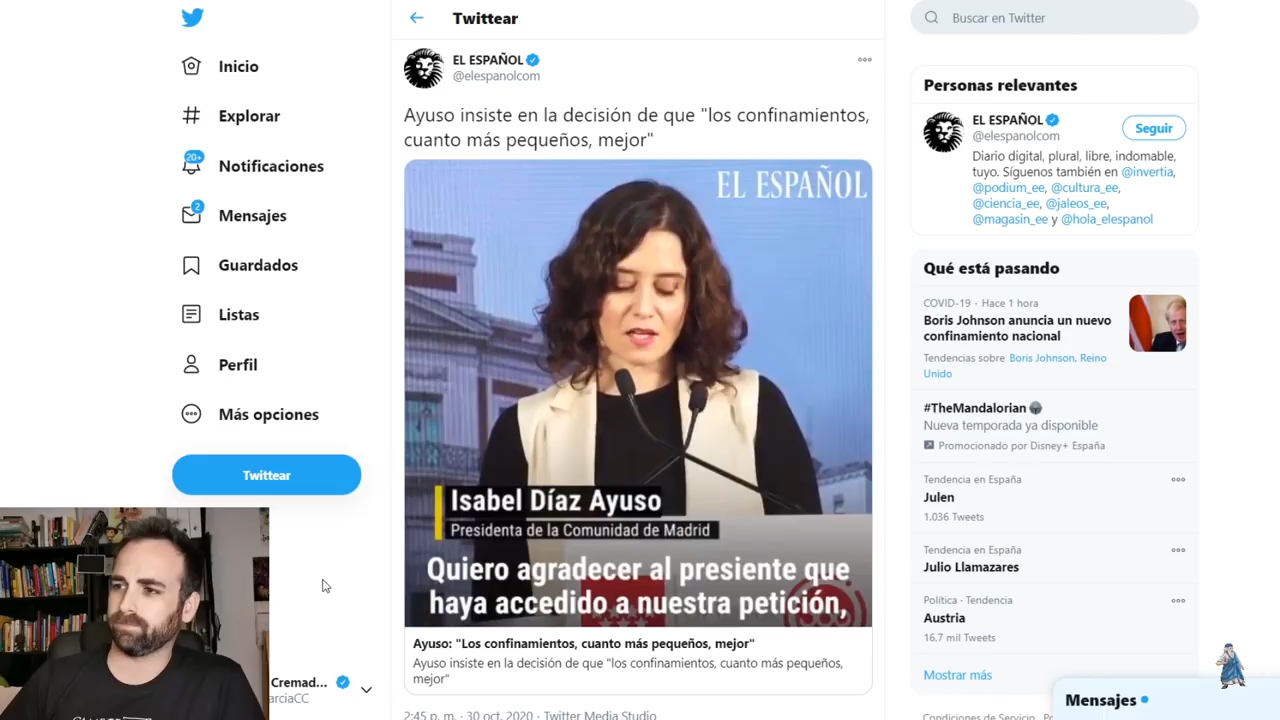 Inicio
Explorar
20+
Notificaciones
2
Mensajes
Guardados
Listas
Perfil
Más opciones
Twittear
Cremad...
arciaCC
Twittear
EL ESPAÑOL
@elespanolcom
Ayuso insiste en la decisión de que "los confinamientos,
cuanto más pequeños, mejor"
EL ESPAÑOL
Isabel Díaz Ayuso
Presidenta de la Comunidad de Madrid
Quiero agradecer al presiente que
haya accedido a nuestra petición,
Ayuso: "Los confinamientos, cuanto más pequeños, mejor"
Ayuso insiste en la decisión de que "los confinamientos, cuanto más pequeños,
mejor"
2:45 p. m. · 30 oct. 2020 · Twitter Media Studio
Buscar en Twitter
Personas relevantes
EL ESPAÑOL
@elespanolcom
Seguir
Diario digital, plural, libre, indomable,
tuyo. Síguenos también en @invertia,
@podium_ee, @cultura_ee,
@ciencia_ee, @jaleos_ee,
@magasin_ee y @hola_elespanol
Qué está pasando
COVID-19 · Hace 1 hora
Boris Johnson anuncia un nuevo
confinamiento nacional
Tendencias sobre Boris Johnson, Reino
Unido
#TheMandalorian
Nueva temporada ya disponible
Promocionado por Disney+ España
Tendencia en España
Julen
1.036 Tweets
Tendencia en España
Julio Llamazares
Política · Tendencia
Austria
16,7 mil Tweets
Mostrar más
Mensajes
Condiciones de Servicio